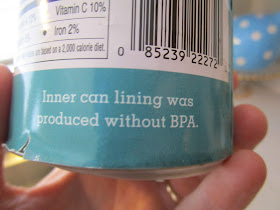 Vitamin C 10%
• Iron 2%
are based on a 2,000 calorie diet.
0 85239 22272
Inner can lining was
produced without BPA.